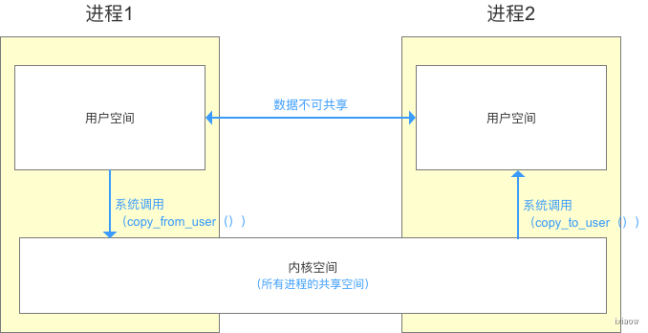 进程1
进程2
数据不可共享
用户空间
用户空间
系统调用
（copy_from_user（））
系统调用
（copy_to_user（））
内核空间
(所有进程的共享空间)
ixiaow